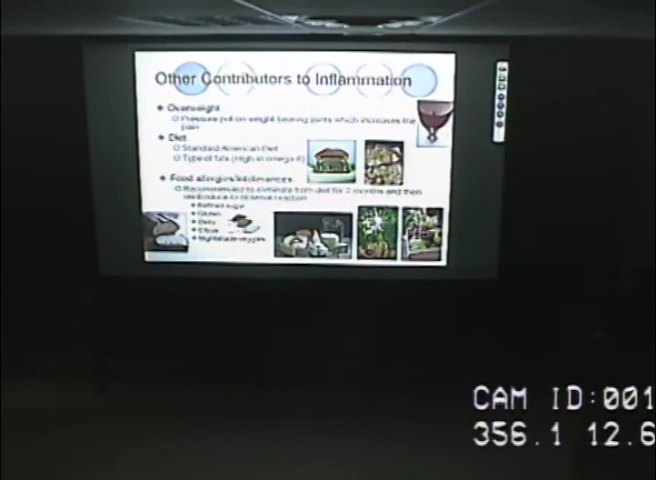 Other Contributors to Inflammation
Overweight
Pressure put on weight bearing joints which increases the
pain
Diet
Standard American Diet
Type of fats (High in omega 6)
Food allergies/intolerances
Recommended to eliminate from diet for 2 months and then
reintroduce to observe reaction
Refined sugar
Gluten
Dairy
Citrus
Nightshade veggies
CAM ID:001
356.1 12.6